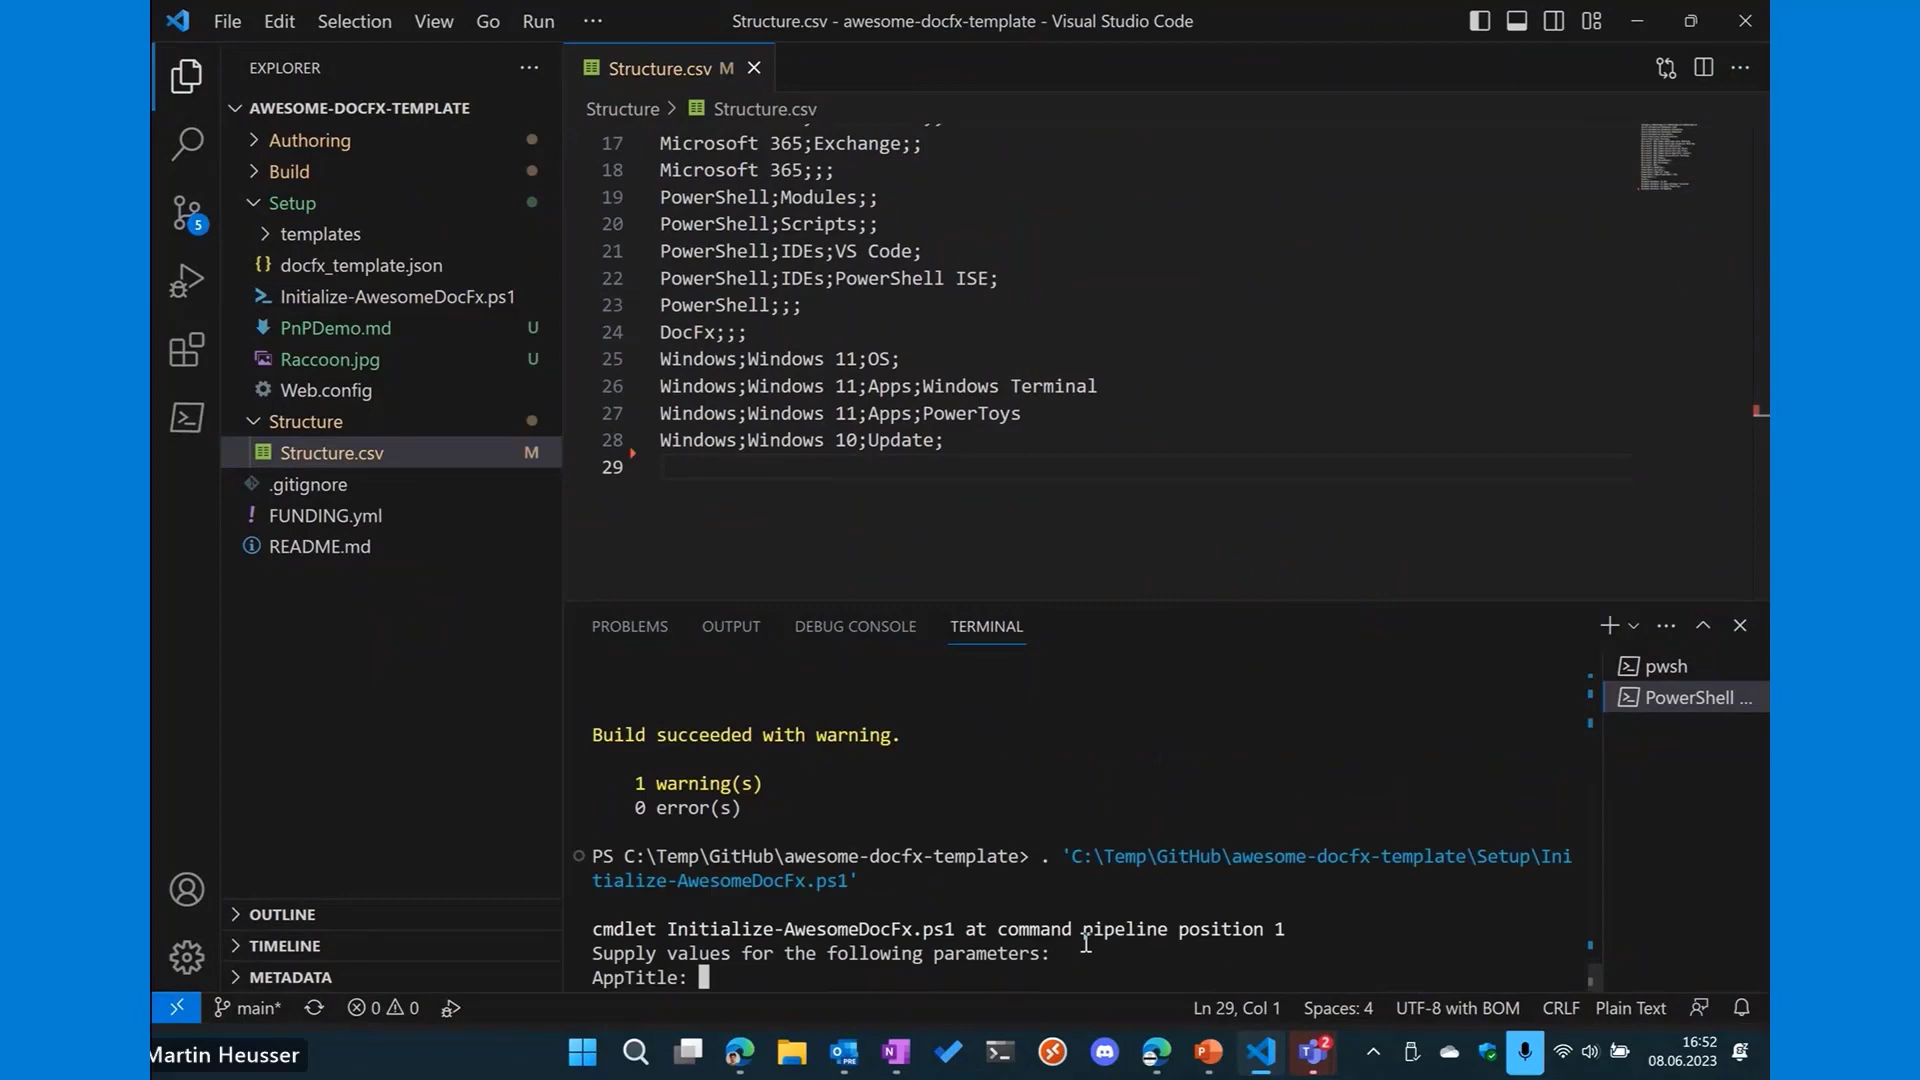 File Edit Selection View Go Run ···
Structure.csv - awesome-docfx-template - Visual Studio Code
EXPLORER
AWESOME-DOCFX-TEMPLATE
Authoring
Build
Setup
templates
{} docfx_template.json
Initialize-AwesomeDocFx.ps1
PnPDemo.md U
Raccoon.jpg U
Web.config
Structure
Structure.csv M
.gitignore
! FUNDING.yml
README.md
OUTLINE
TIMELINE
METADATA
5
Structure.csv M
Structure > Structure.csv
17 Microsoft 365;Exchange;;
18 Microsoft 365;;;
19 PowerShell;Modules;;
20 PowerShell;Scripts;;
21 PowerShell;IDEs;VS Code;
22 PowerShell;IDEs;PowerShell ISE;
23 PowerShell;;;
24 DocFx;;;
25 Windows;Windows 11;OS;
26 Windows;Windows 11;Apps;Windows Terminal
27 Windows;Windows 11;Apps;PowerToys
28 Windows;Windows 10;Update;
29
PROBLEMS OUTPUT DEBUG CONSOLE TERMINAL
pwsh
PowerShell ...
Build succeeded with warning.
1 warning(s)
0 error(s)
PS C:\Temp\GitHub\awesome-docfx-template> . 'C:\Temp\GitHub\awesome-docfx-template\Setup\Ini
tialize-AwesomeDocFx.ps1'
cmdlet Initialize-AwesomeDocFx.ps1 at command pipeline position 1
Supply values for the following parameters:
AppTitle:
main* 0 0 Ln 29, Col 1 Spaces: 4 UTF-8 with BOM CRLF Plain Text
Martin Heusser
PRE
2
16:52
08.06.2023